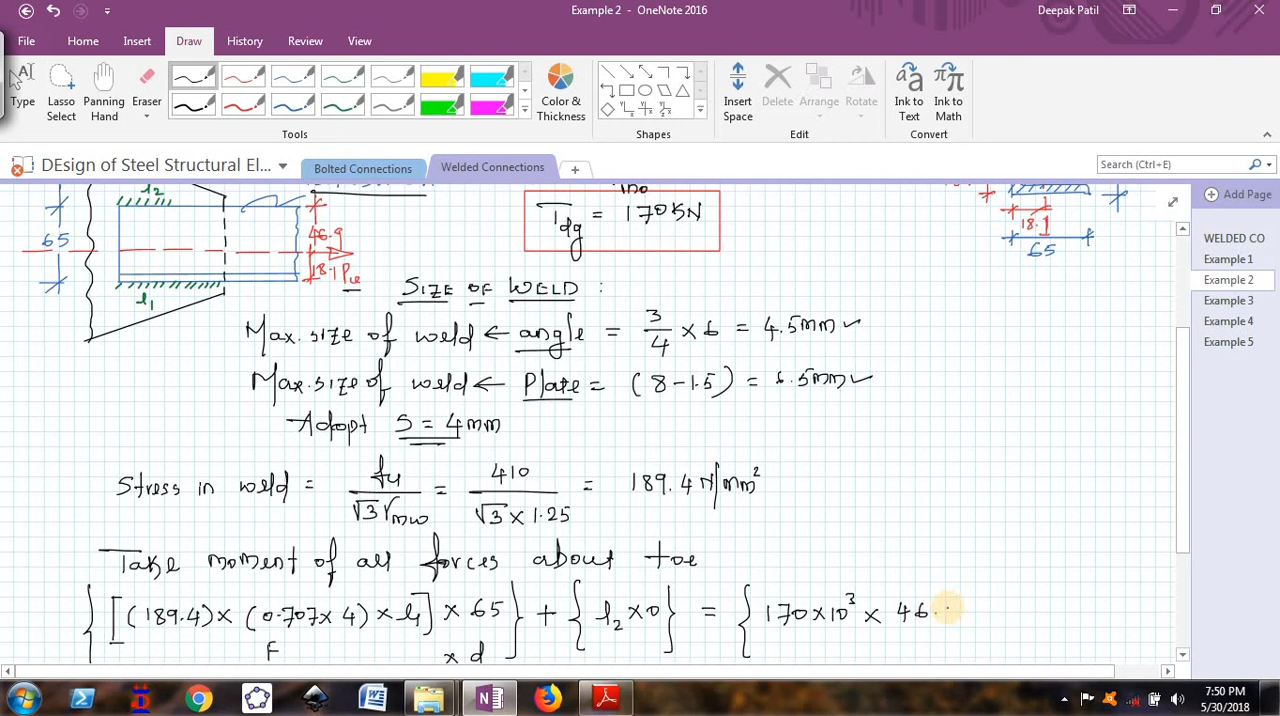 Example 2 - OneNote 2016
Deepak Patil
File Home Insert Draw History Review View
Type
Lasso Select
Panning Hand
Eraser
Color & Thickness
Insert Space
Delete
Arrange
Rotate
Ink to Text
Ink to Math
Tools
Shapes
Edit
Convert
DEsign of Steel Structural El...
Bolted Connections
Welded Connections
Search (Ctrl+E)
Add Page
WELDED CO
Example 1
Example 2
Example 3
Example 4
Example 5
l2
65
46.9
18.1
l1
Tdg = 170KN
18.1
65
SIZE OF WELD :
Max. size of weld ← angle = 3/4 × 6 = 4.5mm ✓
Max. size of weld ← Plate = (8 - 1.5) = 6.5mm ✓
Adopt S = 4mm
Stress in weld = fu/√3 γmw = 410/√3 × 1.25 = 189.4 N/mm²
Take moment of all forces about toe
{[(189.4) × (0.707 × 4) × l1] × 65} + {l2 × 0} = {170 × 10³ × 46.
F × d
7:50 PM
5/30/2018